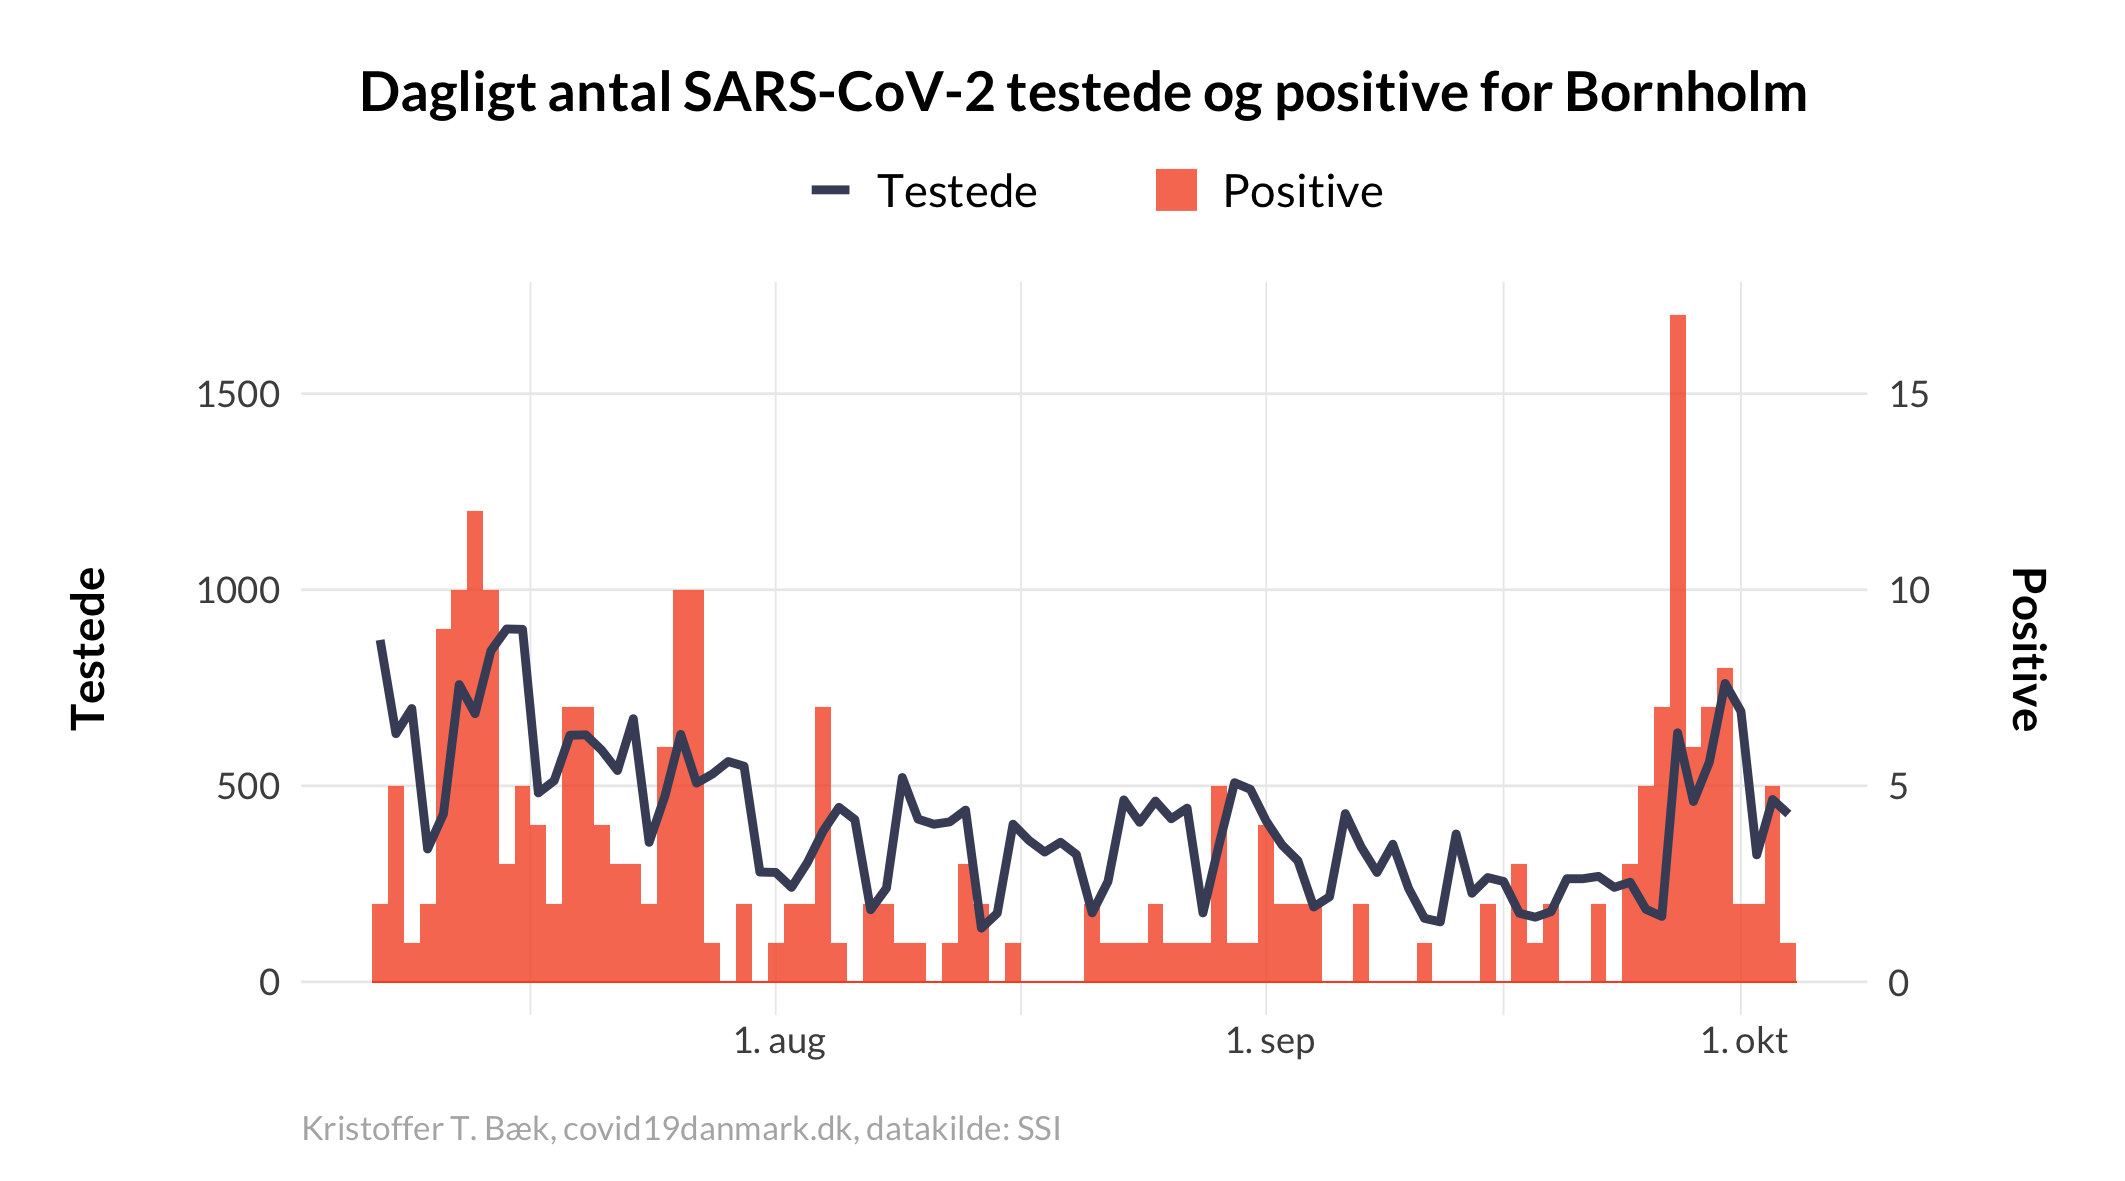 Dagligt antal SARS-CoV-2 testede og positive for Bornholm
Testede
Positive
1500
1000
500
0
15
10
5
0
Testede
Positive
1. aug
1. sep
1. okt
Kristoffer T. Bæk, covid19danmark.dk, datakilde: SSI